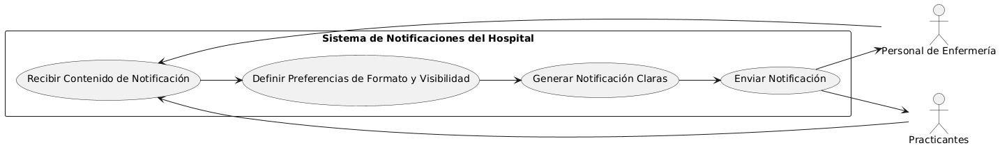 Sistema de Notificaciones del Hospital
Recibir Contenido de Notificación
Definir Preferencias de Formato y Visibilidad
Generar Notificación Claras
Enviar Notificación
Personal de Enfermería
Practicantes